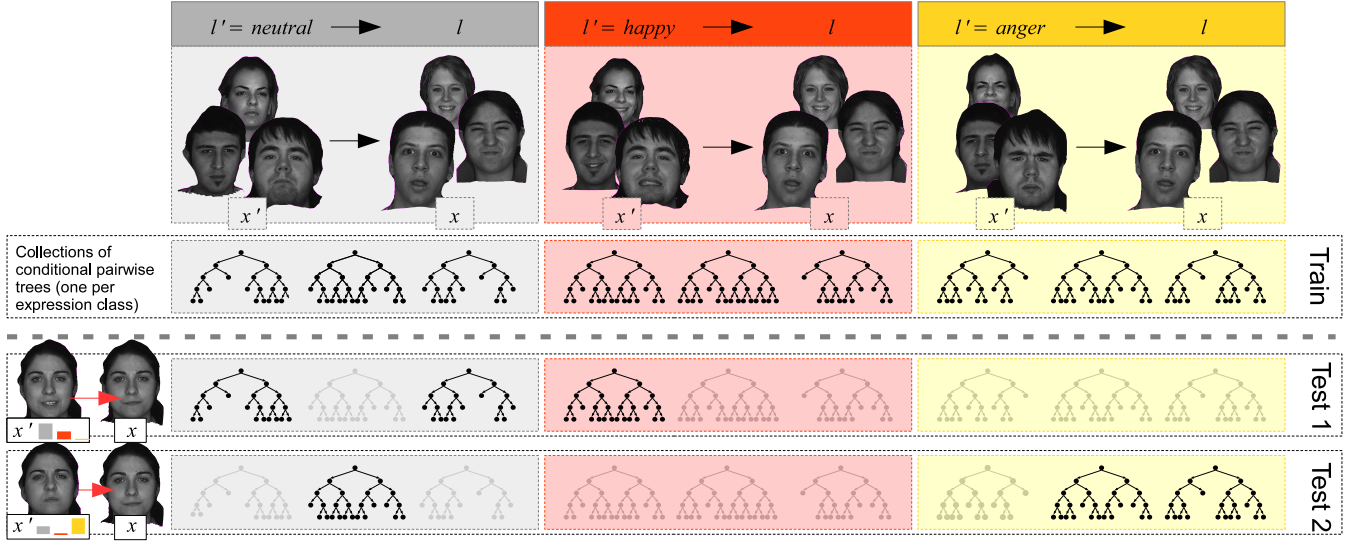 l' = neutral l
l' = happy l
l' = anger l
x' x
x' x
x' x
Collections of
conditional pairwise
trees (one per
expression class)
Train
x' x
Test 1
x' x
Test 2